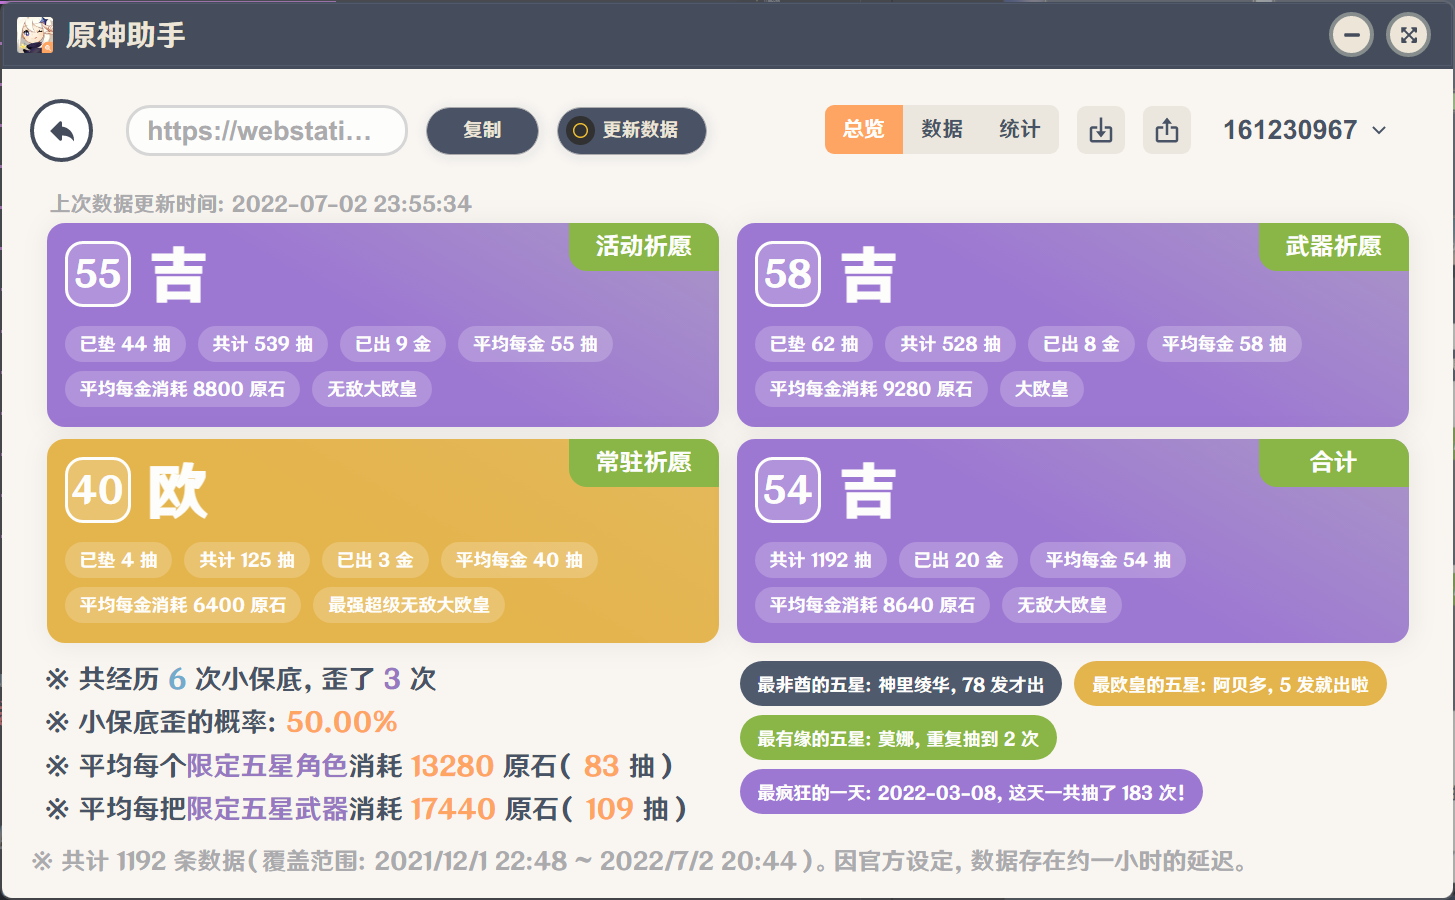 原神助手
https://webstati...
复制
更新数据
总览
数据
统计
161230967
上次数据更新时间: 2022-07-02 23:55:34
55 吉
活动祈愿
已垫 44 抽 共计 539 抽 已出 9 金 平均每金 55 抽
平均每金消耗 8800 原石 无敌大欧皇
58 吉
武器祈愿
已垫 62 抽 共计 528 抽 已出 8 金 平均每金 58 抽
平均每金消耗 9280 原石 大欧皇
40 欧
常驻祈愿
已垫 4 抽 共计 125 抽 已出 3 金 平均每金 40 抽
平均每金消耗 6400 原石 最强超级无敌大欧皇
54 吉
合计
共计 1192 抽 已出 20 金 平均每金 54 抽
平均每金消耗 8640 原石 无敌大欧皇
※ 共经历 6 次小保底, 歪了 3 次
※ 小保底歪的概率: 50.00%
※ 平均每个限定五星角色消耗 13280 原石( 83 抽 )
※ 平均每把限定五星武器消耗 17440 原石( 109 抽 )
最非酋的五星: 神里绫华, 78 发才出
最欧皇的五星: 阿贝多, 5 发就出啦
最有缘的五星: 莫娜, 重复抽到 2 次
最疯狂的一天: 2022-03-08, 这天一共抽了 183 次!
※ 共计 1192 条数据( 覆盖范围: 2021/12/1 22:48 ~ 2022/7/2 20:44 )。因官方设定, 数据存在约一小时的延迟。